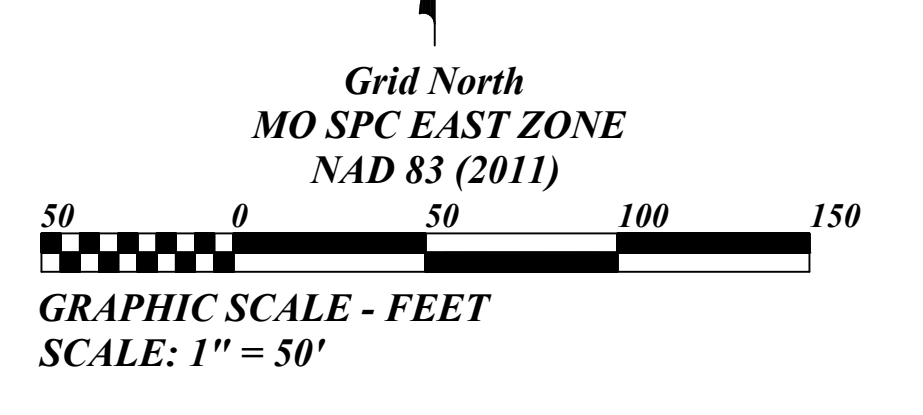 Grid North
MO SPC EAST ZONE
NAD 83 (2011)
50 0 50 100 150
GRAPHIC SCALE - FEET
SCALE: 1" = 50'